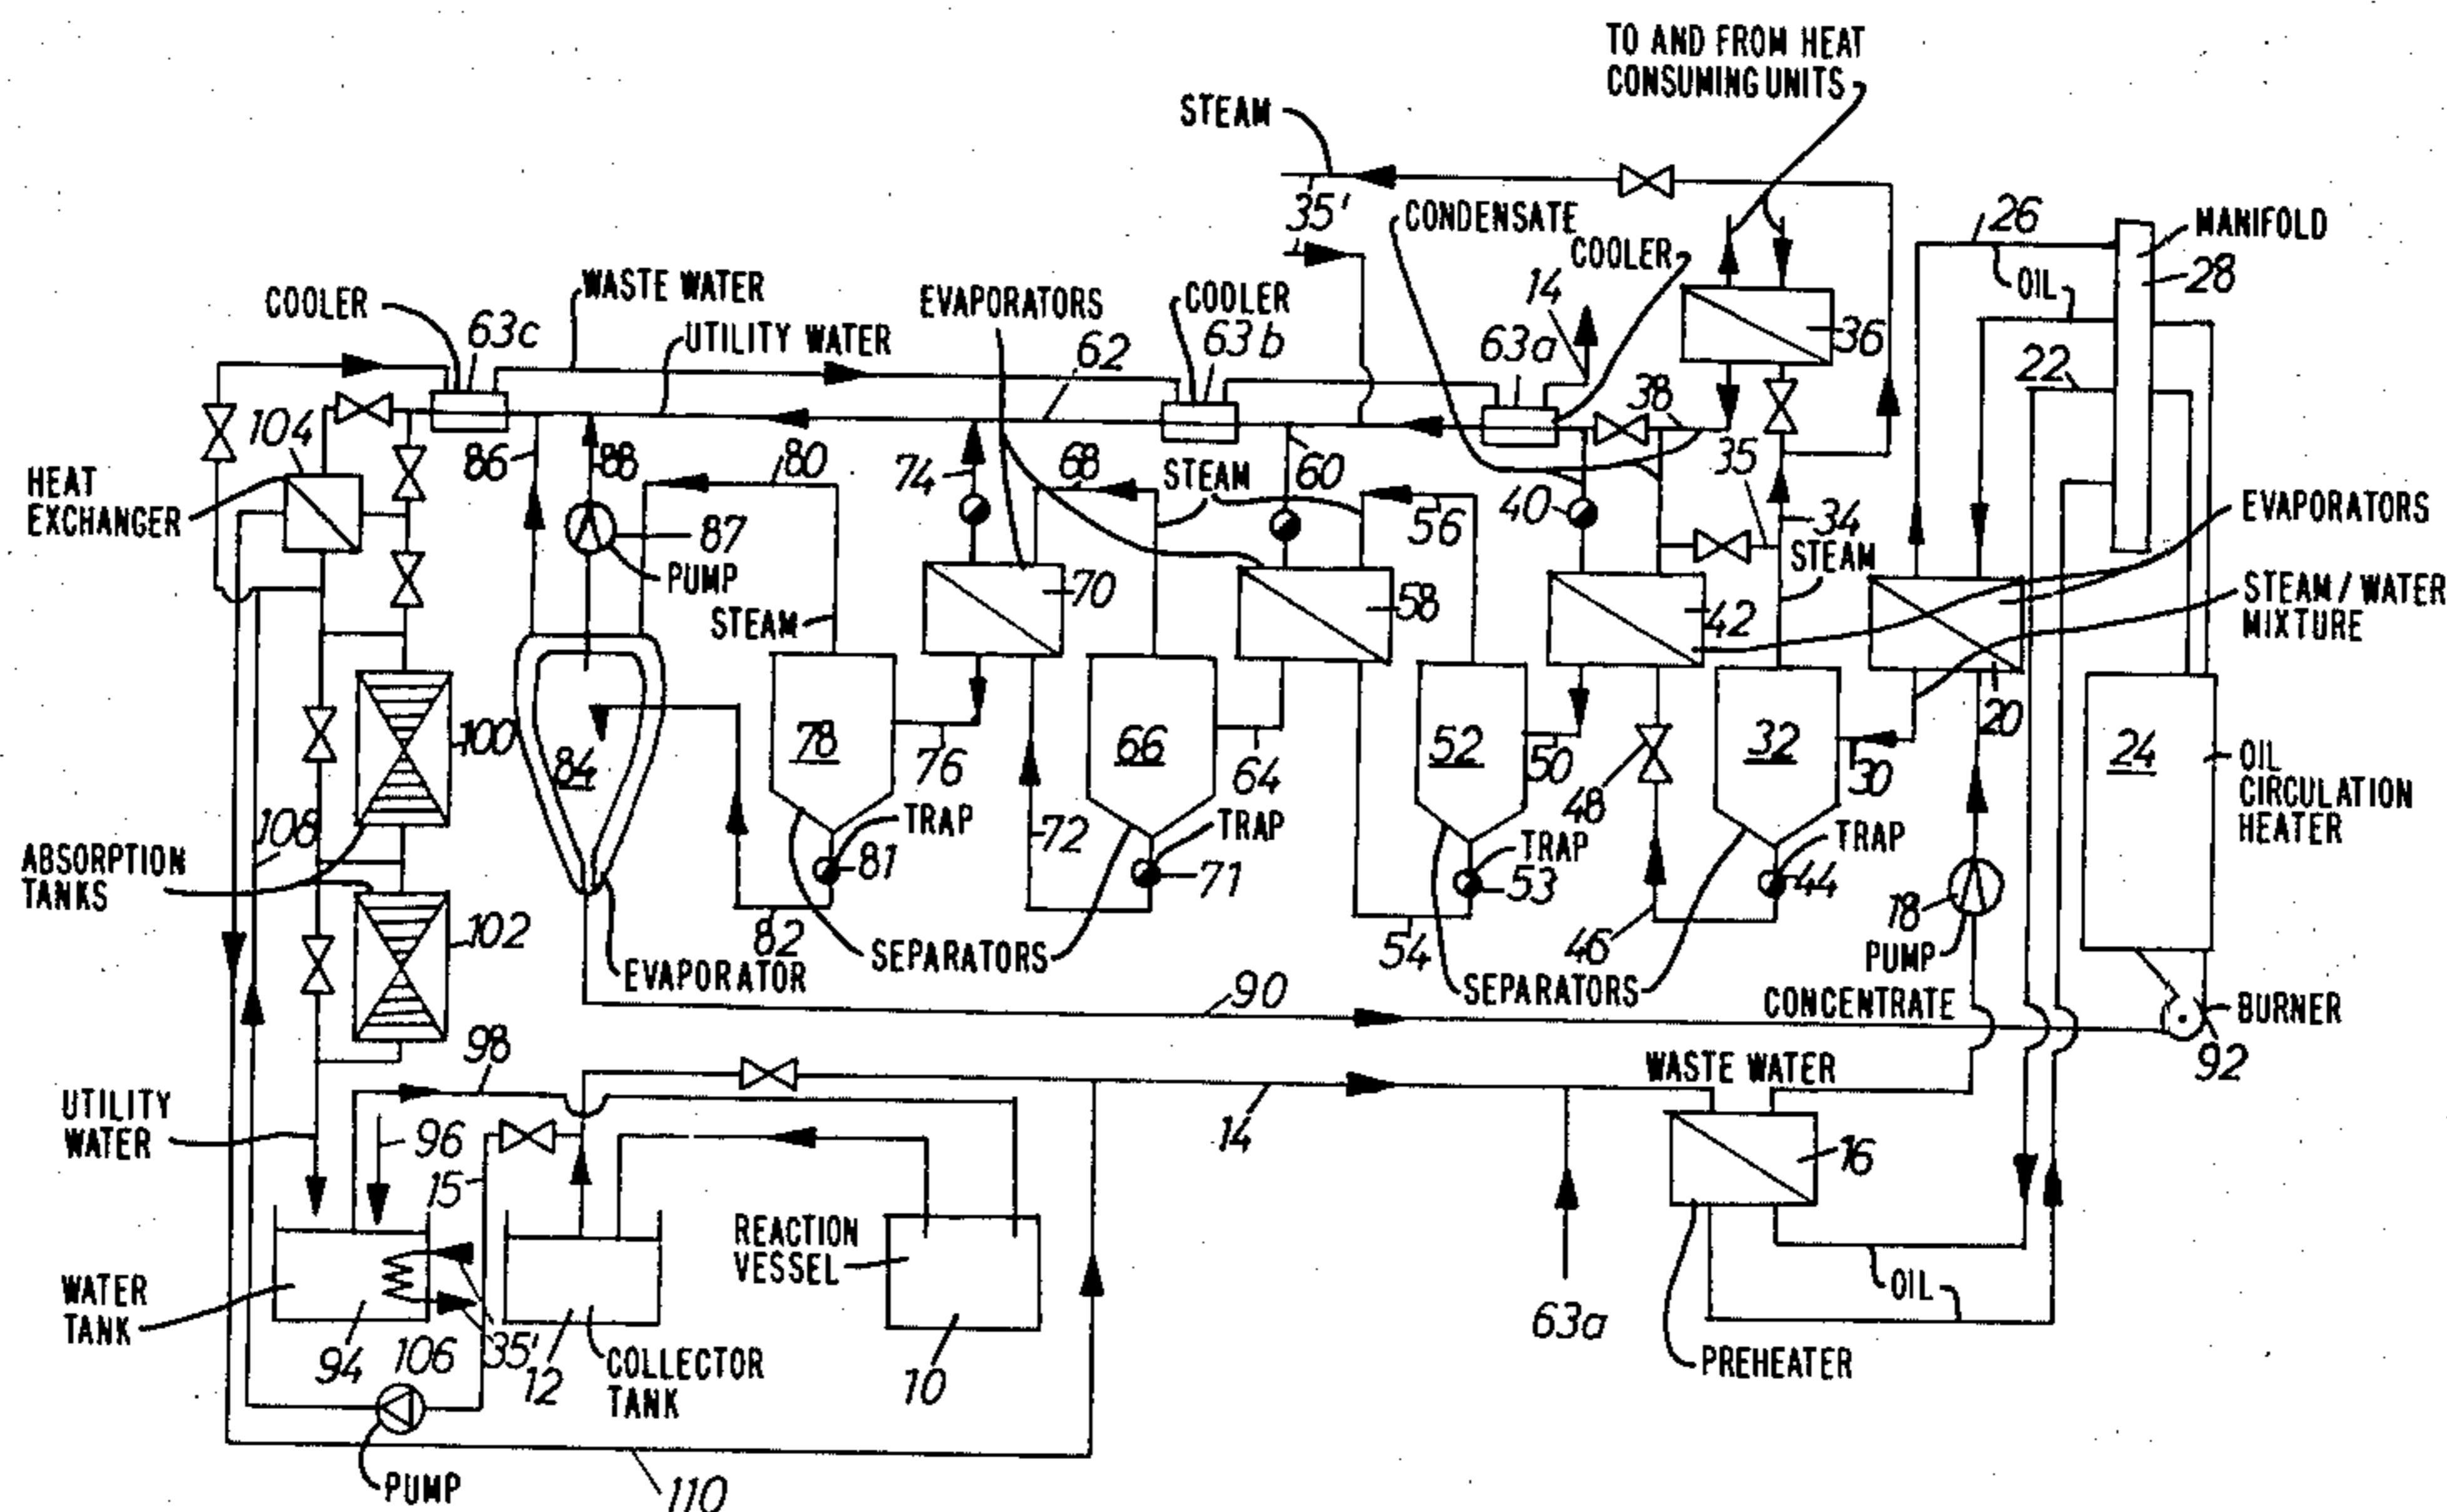 TO AND FROM HEAT
CONSUMING UNITS
STEAM
35'
CONDENSATE
COOLER
14
26
MANIFOLD
OIL
28
COOLER
63c
WASTE WATER
UTILITY WATER
EVAPORATORS
COOLER
63b
62
63a
36
22
104
HEAT
EXCHANGER
86
88
80
74
68
STEAM
60
56
40
38
35
34
STEAM
EVAPORATORS
STEAM/WATER
MIXTURE
87
PUMP
STEAM
70
58
42
20
100
84
78
76
66
64
52
50
48
32
30
24
OIL
CIRCULATION
HEATER
108
ABSORPTION
TANKS
TRAP
81
72
TRAP
71
TRAP
53
TRAP
44
18
PUMP
102
82
EVAPORATOR
SEPARATORS
54
46
SEPARATORS
90
CONCENTRATE
BURNER
92
98
UTILITY
WATER
96
15
14
WASTE WATER
16
REACTION
VESSEL
WATER
TANK
94
106
35'
12
COLLECTOR
TANK
10
63a
OIL
PREHEATER
PUMP
110